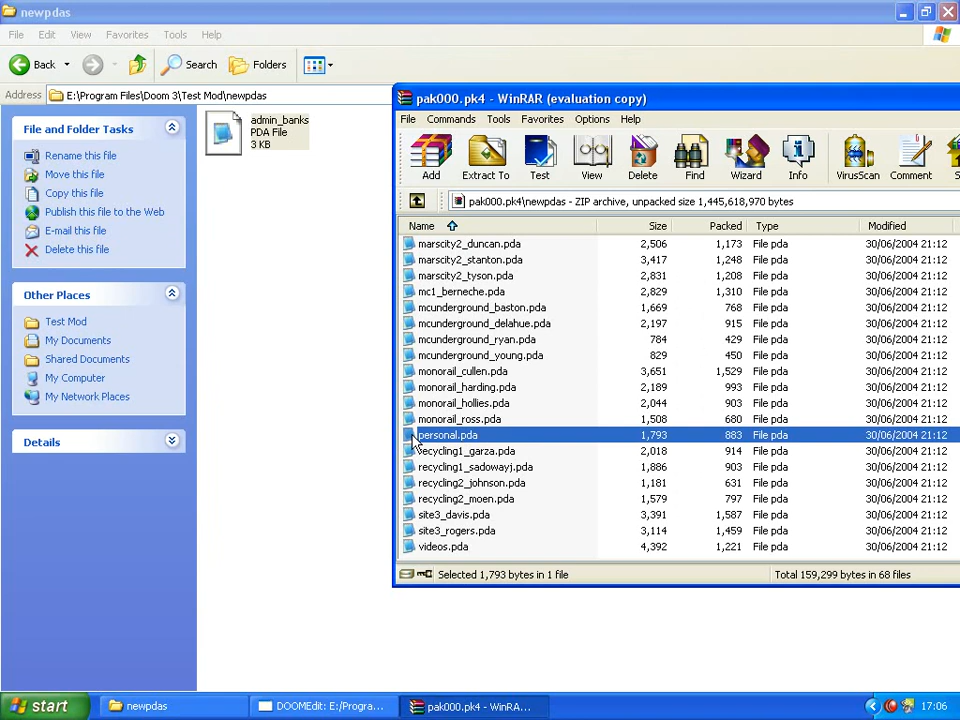 newpdas
File Edit View Favorites Tools Help
Back Search Folders
Address E:\Program Files\Doom 3\Test Mod\newpdas
File and Folder Tasks
Rename this file
Move this file
Copy this file
Publish this file to the Web
E-mail this file
Delete this file
Other Places
Test Mod
My Documents
Shared Documents
My Computer
My Network Places
Details
admin_banks
PDA File
3 KB
pak000.pk4 - WinRAR (evaluation copy)
File Commands Tools Favorites Options Help
Add Extract To Test View Delete Find Wizard Info VirusScan Comment
pak000.pk4\newpdas - ZIP archive, unpacked size 1,445,618,970 bytes
Name Size Packed Type Modified
marscity2_duncan.pda 2,506 1,173 File pda 30/06/2004 21:12
marscity2_stanton.pda 3,417 1,248 File pda 30/06/2004 21:12
marscity2_tyson.pda 2,831 1,208 File pda 30/06/2004 21:12
mc1_berneche.pda 2,829 1,310 File pda 30/06/2004 21:12
mcunderground_baston.pda 1,669 768 File pda 30/06/2004 21:12
mcunderground_delahue.pda 2,197 915 File pda 30/06/2004 21:12
mcunderground_ryan.pda 784 429 File pda 30/06/2004 21:12
mcunderground_young.pda 829 450 File pda 30/06/2004 21:12
monorail_cullen.pda 3,651 1,529 File pda 30/06/2004 21:12
monorail_harding.pda 2,189 993 File pda 30/06/2004 21:12
monorail_hollies.pda 2,044 903 File pda 30/06/2004 21:12
monorail_ross.pda 1,508 680 File pda 30/06/2004 21:12
personal.pda 1,793 883 File pda 30/06/2004 21:12
recycling1_garza.pda 2,018 914 File pda 30/06/2004 21:12
recycling1_sadowayj.pda 1,886 903 File pda 30/06/2004 21:12
recycling2_johnson.pda 1,181 631 File pda 30/06/2004 21:12
recycling2_moen.pda 1,579 797 File pda 30/06/2004 21:12
site3_davis.pda 3,391 1,587 File pda 30/06/2004 21:12
site3_rogers.pda 3,114 1,459 File pda 30/06/2004 21:12
videos.pda 4,392 1,221 File pda 30/06/2004 21:12
Selected 1,793 bytes in 1 file Total 159,299 bytes in 68 files
start newpdas DOOMEdit: E:/Progra... pak000.pk4 - WinRA... 17:06